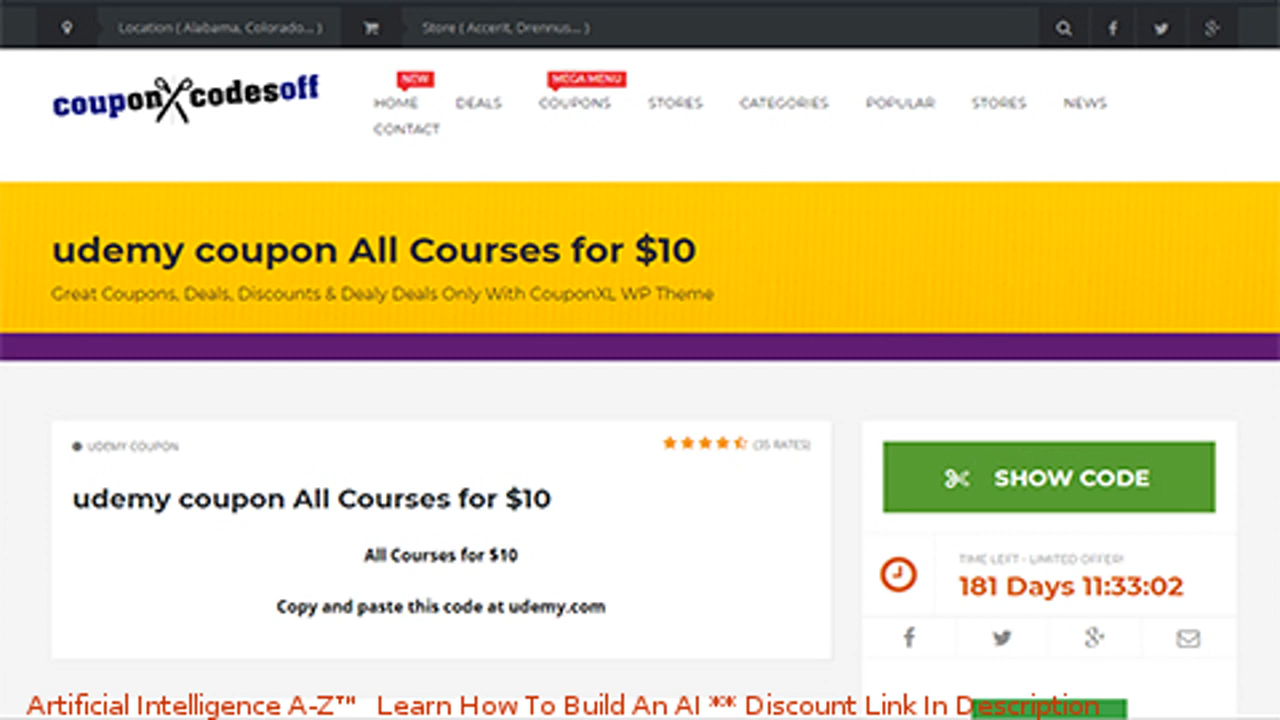 Location ( Alabama, Colorado... )
Store ( Accerit, Drennus... )
couponcodesoff
NEW
MEGA MENU
HOME DEALS COUPONS STORES CATEGORIES POPULAR STORES NEWS
CONTACT
udemy coupon All Courses for $10
Great Coupons, Deals, Discounts & Dealy Deals Only With CouponXL WP Theme
UDEMY COUPON
(35 RATES)
udemy coupon All Courses for $10
All Courses for $10
Copy and paste this code at udemy.com
SHOW CODE
TIME LEFT - LIMITED OFFER!
181 Days 11:33:02
Artificial Intelligence A-Z™ Learn How To Build An AI ** Discount Link In Description